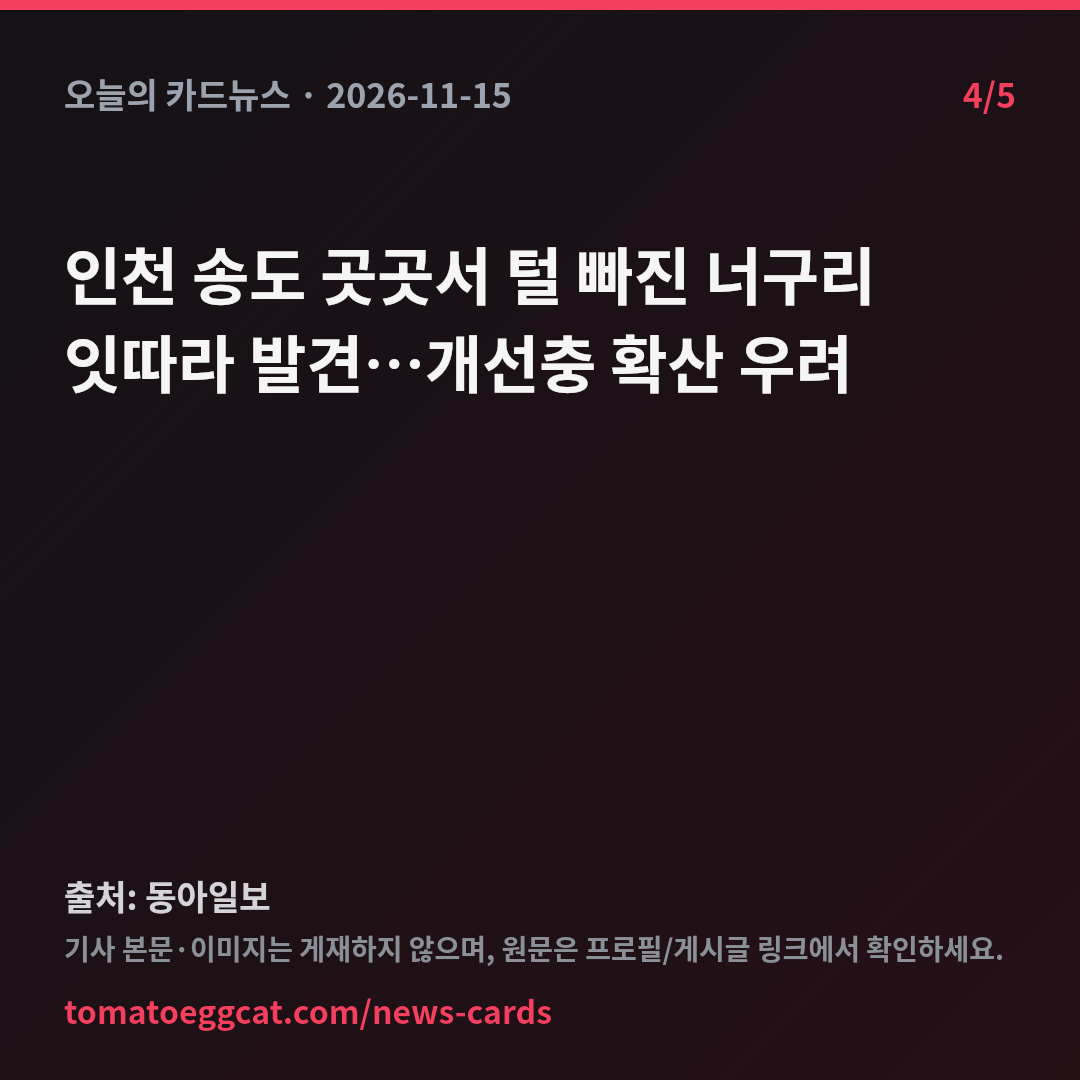 오늘의 카드뉴스 · 2026-11-15
4/5
인천 송도 곳곳서 털 빠진 너구리
잇따라 발견…개선충 확산 우려
출처: 동아일보
기사 본문·이미지는 게재하지 않으며, 원문은 프로필/게시글 링크에서 확인하세요.
tomatoeggcat.com/news-cards